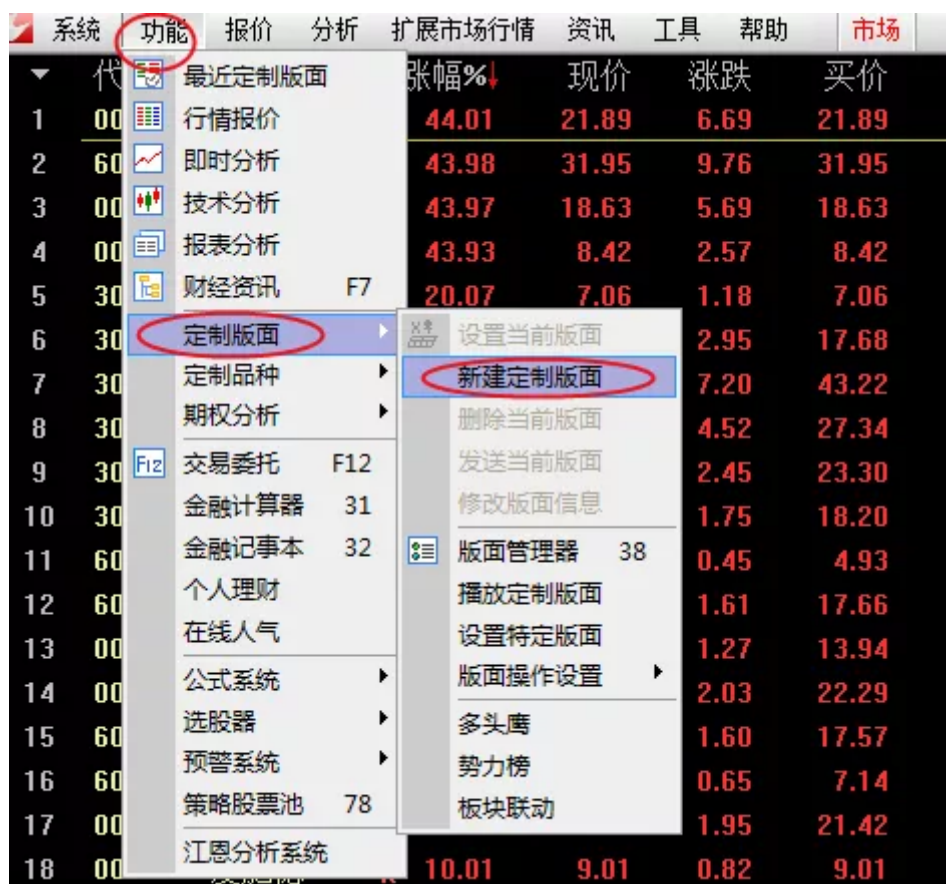 系统 功能 报价 分析 扩展市场行情 资讯 工具 帮助 市场
代 涨幅% 现价 涨跌 买价
1 00 44.01 21.89 6.69 21.89
2 60 43.98 31.95 9.76 31.95
3 00 43.97 18.63 5.69 18.63
4 00 43.93 8.42 2.57 8.42
5 30 20.07 7.06 1.18 7.06
6 30 2.95 17.68
7 30 7.20 43.22
8 30 4.52 27.34
9 30 2.45 23.30
10 30 1.75 18.20
11 60 0.45 4.93
12 60 1.61 17.66
13 00 1.27 13.94
14 00 2.03 22.29
15 60 1.60 17.57
16 60 0.65 7.14
17 00 1.95 21.42
18 00 10.01 9.01 0.82 9.01
最近定制版面
行情报价
即时分析
技术分析
报表分析
财经资讯 F7
定制版面
定制品种
期权分析
F12 交易委托 F12
金融计算器 31
金融记事本 32
个人理财
在线人气
公式系统
选股器
预警系统
策略股票池 78
江恩分析系统
设置当前版面
新建定制版面
删除当前版面
发送当前版面
修改版面信息
版面管理器 38
播放定制版面
设置特定版面
版面操作设置
多头鹰
势力榜
板块联动